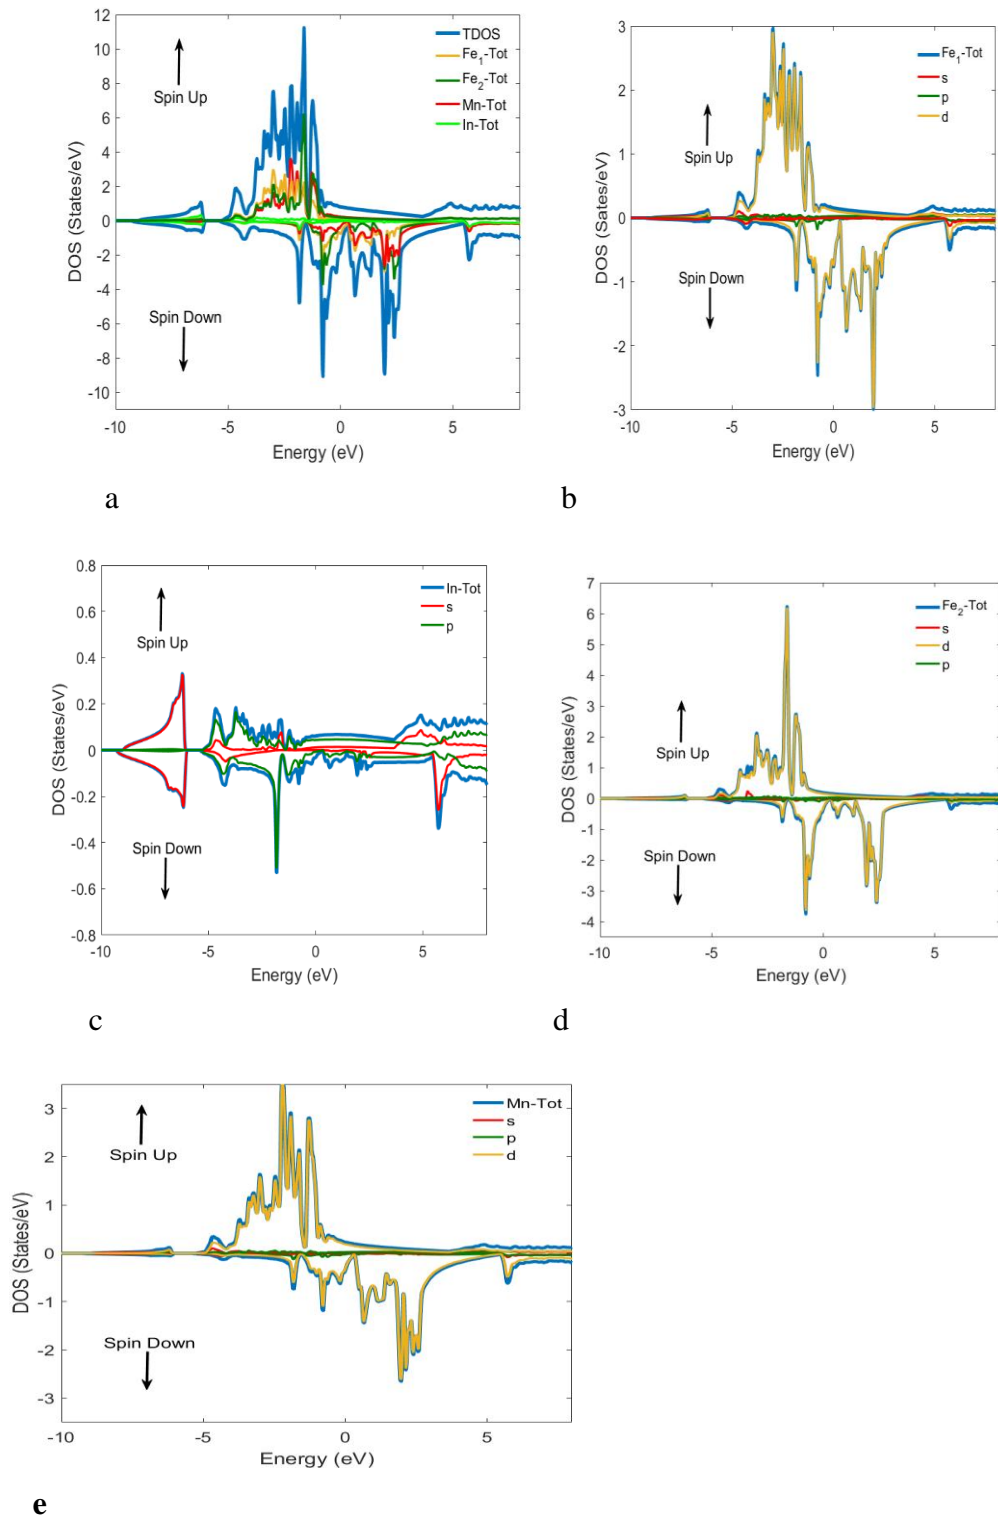 12
10
8
6
4
2
0
-2
-4
-6
-8
-10
-10
-5
0
5
DOS (States/eV)
Energy (eV)
Spin Up
Spin Down
TDOS
Fe1-Tot
Fe2-Tot
Mn-Tot
In-Tot
a
3
2
1
0
-1
-2
-3
-10
-5
0
5
DOS (States/eV)
Energy (eV)
Spin Up
Spin Down
Fe1-Tot
s
p
d
b
0.8
0.6
0.4
0.2
0
-0.2
-0.4
-0.6
-0.8
-10
-5
0
5
DOS (States/eV)
Energy (eV)
Spin Up
Spin Down
In-Tot
s
p
c
7
6
5
4
3
2
1
0
-1
-2
-3
-4
-10
-5
0
5
DOS (States/eV)
Energy (eV)
Spin Up
Spin Down
Fe2-Tot
s
d
p
d
3
2
1
0
-1
-2
-3
-10
-5
0
5
DOS (States/eV)
Energy (eV)
Spin Up
Spin Down
Mn-Tot
s
p
d
e